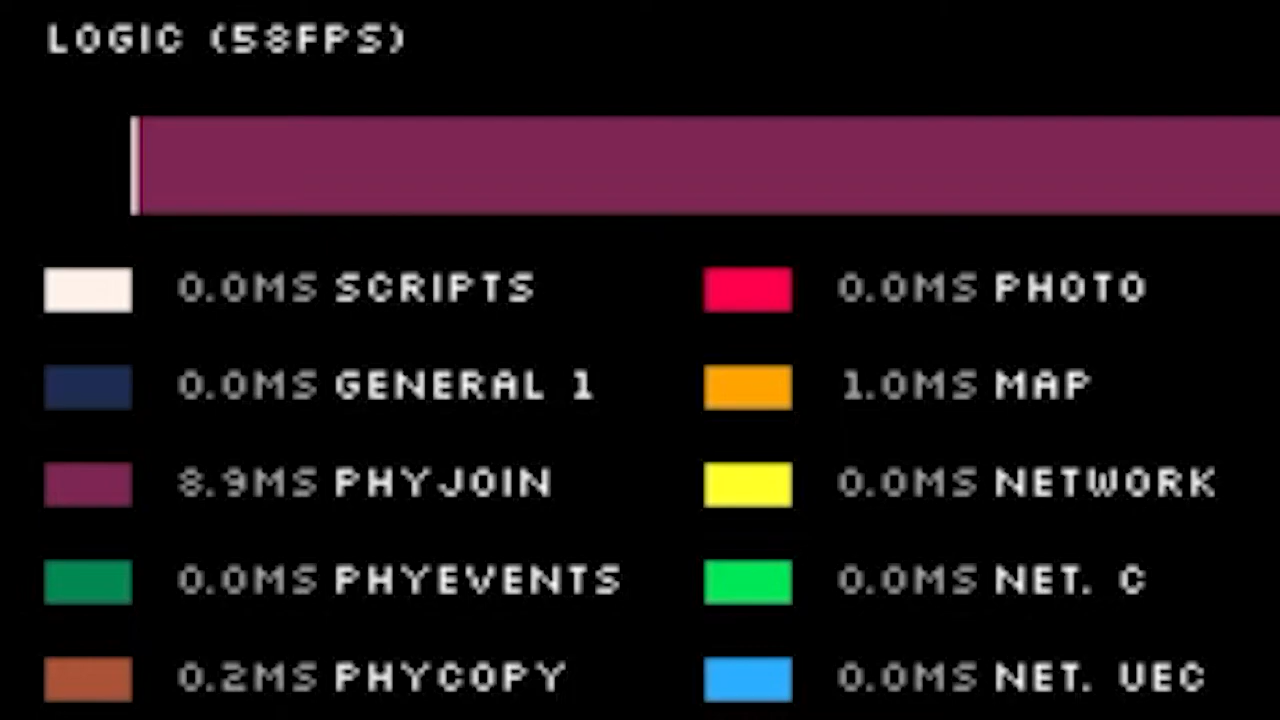 LOGIC (58FPS)
0.0MS SCRIPTS 0.0MS PHOTO
0.0MS GENERAL 1 1.0MS MAP
8.9MS PHYJOIN 0.0MS NETWORK
0.0MS PHYEVENTS 0.0MS NET. C
0.2MS PHYCOPY 0.0MS NET. VEC